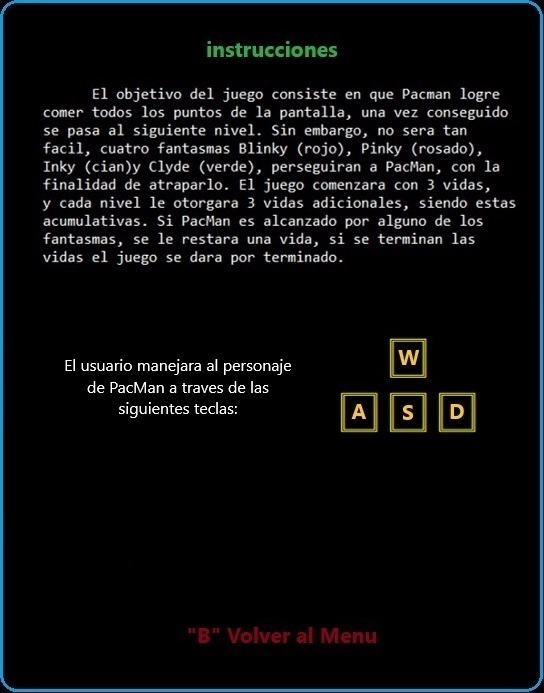 instrucciones
El objetivo del juego consiste en que Pacman logre
comer todos los puntos de la pantalla, una vez conseguido
se pasa al siguiente nivel. Sin embargo, no sera tan
facil, cuatro fantasmas Blinky (rojo), Pinky (rosado),
Inky (cian)y Clyde (verde), perseguiran a PacMan, con la
finalidad de atraparlo. El juego comenzara con 3 vidas,
y cada nivel le otorgara 3 vidas adicionales, siendo estas
acumulativas. Si PacMan es alcanzado por alguno de los
fantasmas, se le restara una vida, si se terminan las
vidas el juego se dara por terminado.
El usuario manejara al personaje
de PacMan a traves de las
siguientes teclas:
W
A S D
"B" Volver al Menu